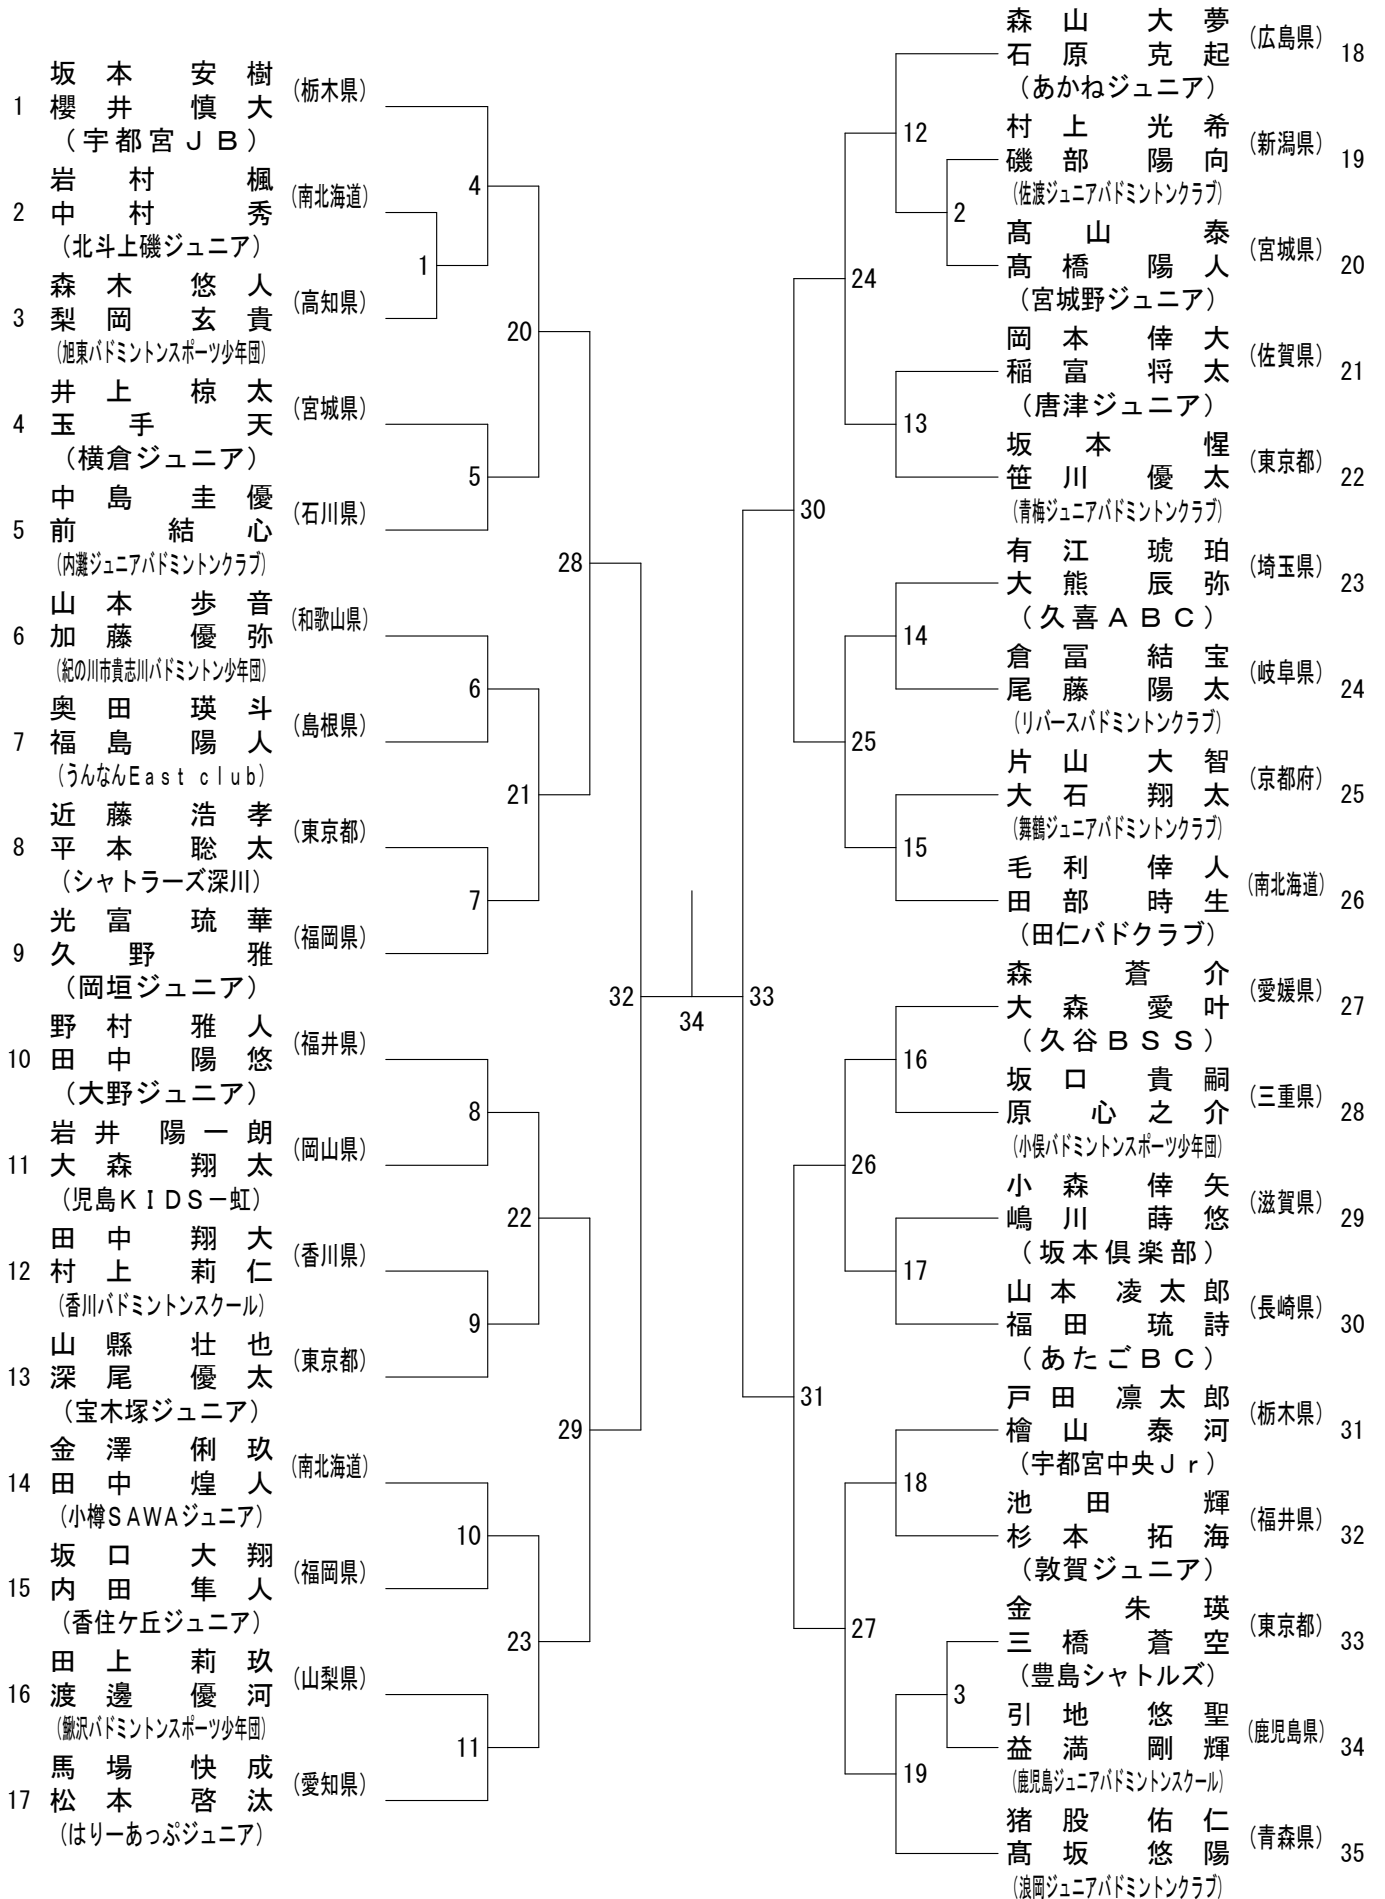 坂本 安樹 (栃木県)
1 櫻井 慎大
(宇都宮JB)
岩村 楓 (南北海道)
2 中村 秀
(北斗上磯ジュニア)
森木 悠人 (高知県)
3 梨岡 玄貴
(旭東バドミントンスポーツ少年団)
井上 椋太 (宮城県)
4 玉手 天
(横倉ジュニア)
中島 圭優 (石川県)
5 前 結心
(内灘ジュニアバドミントンクラブ)
山本 歩音 (和歌山県)
6 加藤 優弥
(紀の川市貴志川バドミントン少年団)
奥田 瑛斗 (島根県)
7 福島 陽人
(うんなんEast club)
近藤 浩孝 (東京都)
8 平本 聡太
(シャトラーズ深川)
光富 琉華 (福岡県)
9 久野 雅
(岡垣ジュニア)
野村 雅人 (福井県)
10 田中 陽悠
(大野ジュニア)
岩井 陽一朗 (岡山県)
11 大森 翔太
(児島KIDS－虹)
田中 翔大 (香川県)
12 村上 莉仁
(香川バドミントンスクール)
山縣 壮也 (東京都)
13 深尾 優太
(宝木塚ジュニア)
金澤 俐玖 (南北海道)
14 田中 煌人
(小樽SAWAジュニア)
坂口 大翔 (福岡県)
15 内田 隼人
(香住ケ丘ジュニア)
田上 莉玖 (山梨県)
16 渡邊 優河
(鰍沢バドミントンスポーツ少年団)
馬場 快成 (愛知県)
17 松本 啓汰
(はりーあっぷジュニア)
1
4
5
6
7
8
9
10
11
20
21
22
23
28
29
32
34
33
30
31
24
25
26
27
12
2
13
14
15
16
17
18
3
19
森山 大夢 (広島県)
石原 克起 18
(あかねジュニア)
村上 光希 (新潟県)
磯部 陽向 19
(佐渡ジュニアバドミントンクラブ)
髙山 泰 (宮城県)
髙橋 陽人 20
(宮城野ジュニア)
岡本 倖大 (佐賀県)
稲富 将太 21
(唐津ジュニア)
坂本 惺 (東京都)
笹川 優太 22
(青梅ジュニアバドミントンクラブ)
有江 琥珀 (埼玉県)
大熊 辰弥 23
(久喜ABC)
倉冨 結宝 (岐阜県)
尾藤 陽太 24
(リバースバドミントンクラブ)
片山 大智 (京都府)
大石 翔太 25
(舞鶴ジュニアバドミントンクラブ)
毛利 倖人 (南北海道)
田部 時生 26
(田仁バドクラブ)
森 蒼介 (愛媛県)
大森 愛叶 27
(久谷BSS)
坂口 貴嗣 (三重県)
原 心之介 28
(小俣バドミントンスポーツ少年団)
小森 倖矢 (滋賀県)
嶋川 蒔悠 29
(坂本倶楽部)
山本 凌太郎 (長崎県)
福田 琉詩 30
(あたごBC)
戸田 凛太郎 (栃木県)
檜山 泰河 31
(宇都宮中央Jr)
池田 輝 (福井県)
杉本 拓海 32
(敦賀ジュニア)
金 朱瑛 (東京都)
三橋 蒼空 33
(豊島シャトルズ)
引地 悠聖 (鹿児島県)
益満 剛輝 34
(鹿児島ジュニアバドミントンスクール)
猪股 佑仁 (青森県)
髙坂 悠陽 35
(浪岡ジュニアバドミントンクラブ)